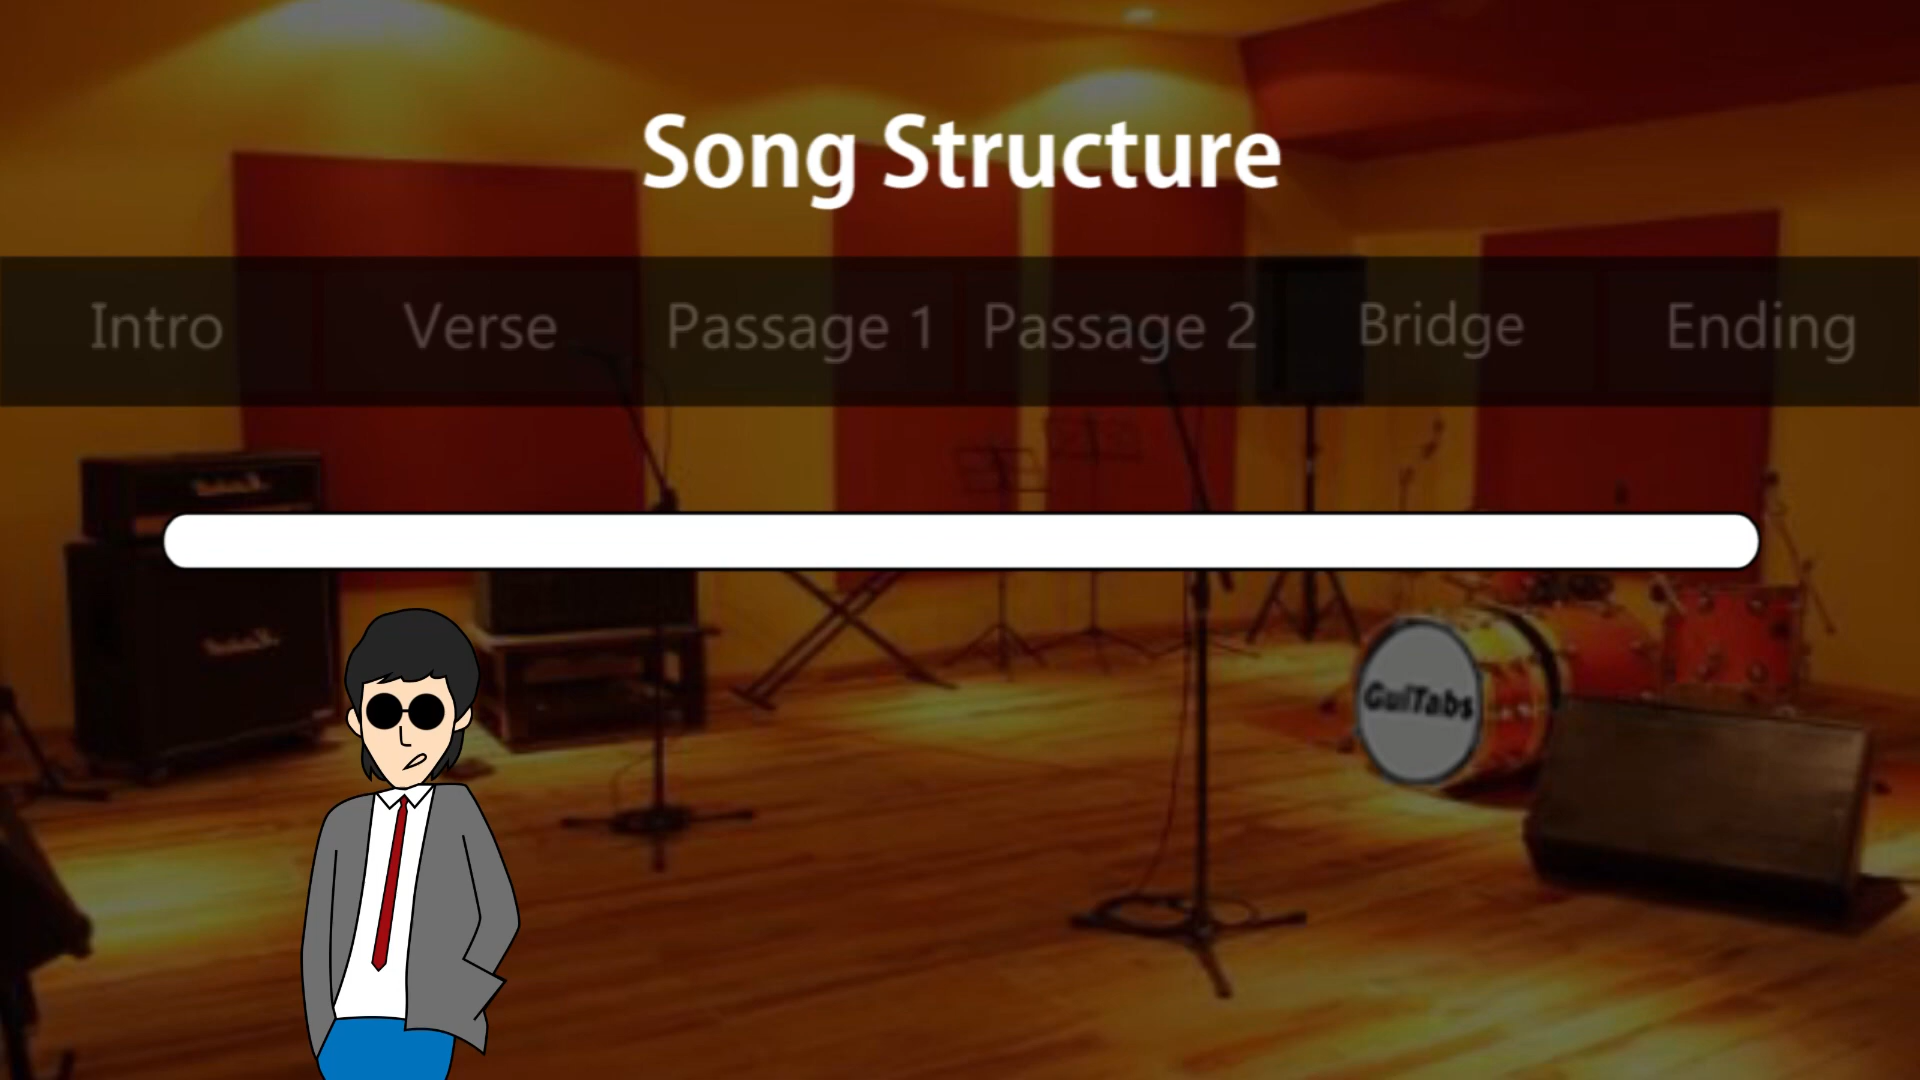 Song Structure
Intro Verse Passage 1 Passage 2 Bridge Ending
GuiTabs